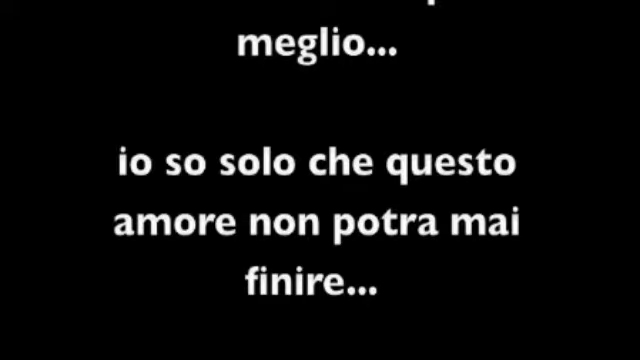 meglio...
io so solo che questo
amore non potra mai
finire...